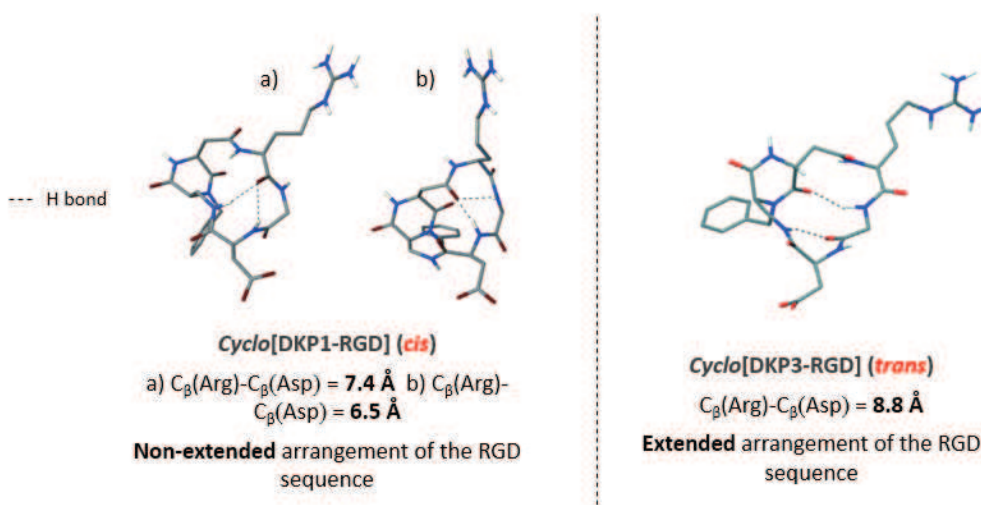 a)
b)
--- H bond
Cyclo[DKP1-RGD] (cis)
a) Cβ(Arg)-Cβ(Asp) = 7.4 Å b) Cβ(Arg)-
Cβ(Asp) = 6.5 Å
Non-extended arrangement of the RGD
sequence
Cyclo[DKP3-RGD] (trans)
Cβ(Arg)-Cβ(Asp) = 8.8 Å
Extended arrangement of the RGD
sequence